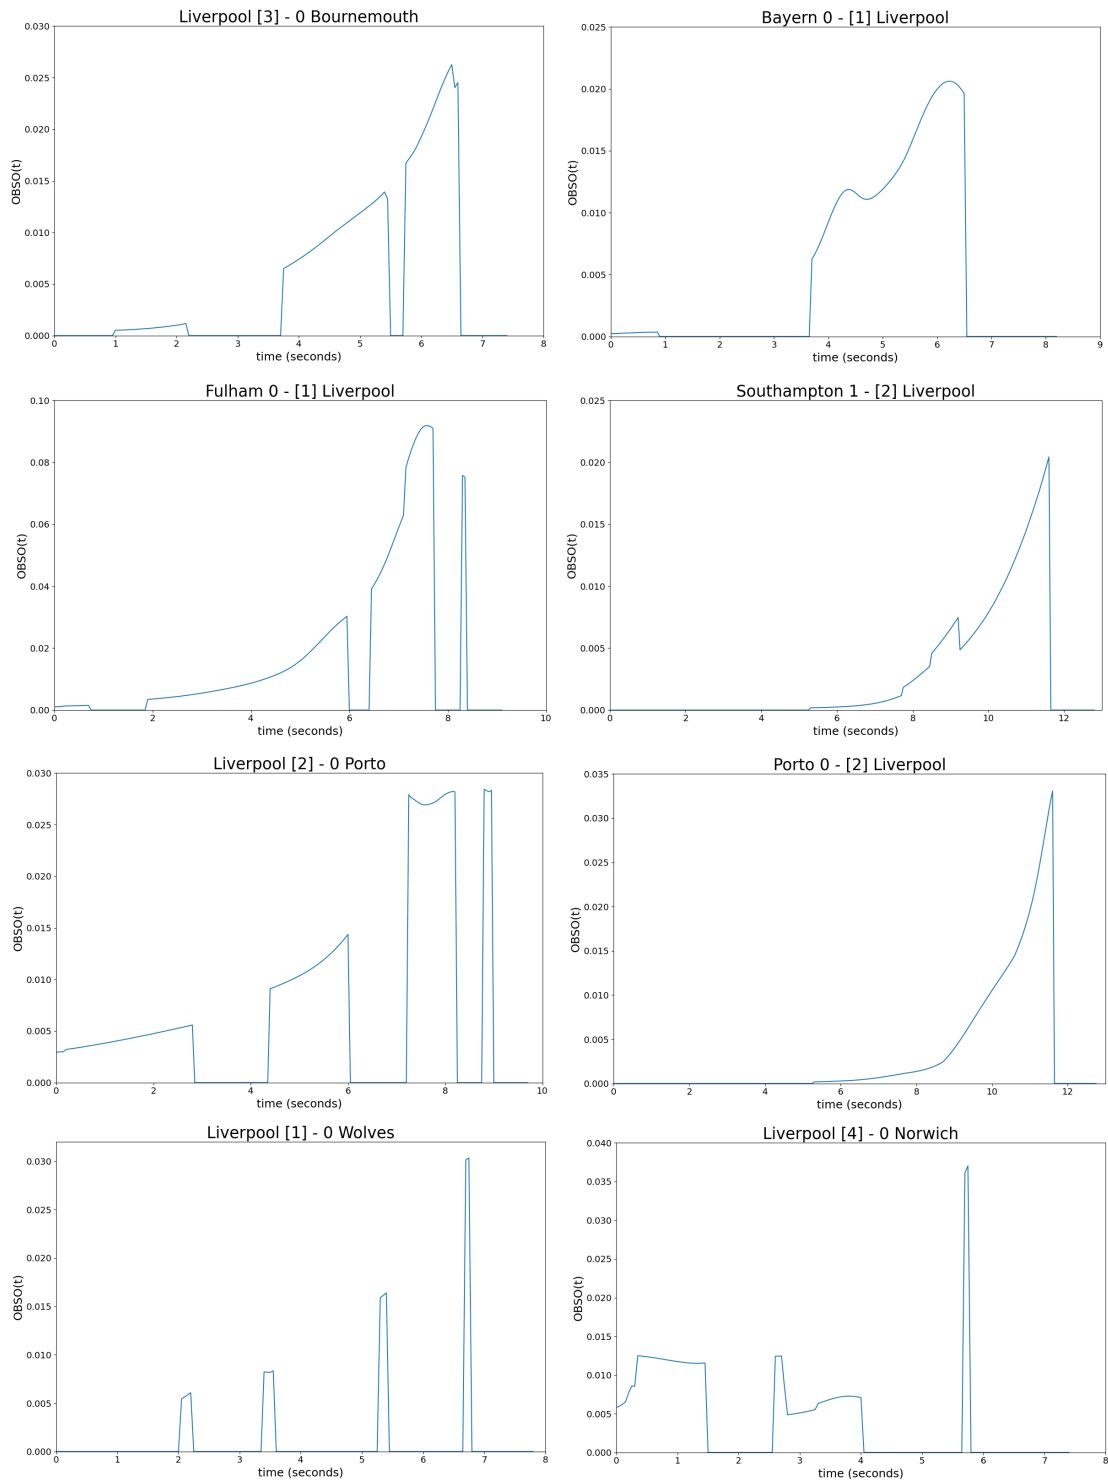 Liverpool [3] - 0 Bournemouth
0.030
0.025
0.020
0.015
0.010
0.005
0.000
OBSO(t)
0 1 2 3 4 5 6 7 8
time (seconds)
Bayern 0 - [1] Liverpool
0.025
0.020
0.015
0.010
0.005
0.000
OBSO(t)
0 1 2 3 4 5 6 7 8 9
time (seconds)
Fulham 0 - [1] Liverpool
0.10
0.08
0.06
0.04
0.02
0.00
OBSO(t)
0 2 4 6 8 10
time (seconds)
Southampton 1 - [2] Liverpool
0.025
0.020
0.015
0.010
0.005
0.000
OBSO(t)
0 2 4 6 8 10 12
time (seconds)
Liverpool [2] - 0 Porto
0.030
0.025
0.020
0.015
0.010
0.005
0.000
OBSO(t)
0 2 4 6 8 10
time (seconds)
Porto 0 - [2] Liverpool
0.035
0.030
0.025
0.020
0.015
0.010
0.005
0.000
OBSO(t)
0 2 4 6 8 10 12
time (seconds)
Liverpool [1] - 0 Wolves
0.030
0.025
0.020
0.015
0.010
0.005
0.000
OBSO(t)
0 1 2 3 4 5 6 7 8
time (seconds)
Liverpool [4] - 0 Norwich
0.040
0.035
0.030
0.025
0.020
0.015
0.010
0.005
0.000
OBSO(t)
0 1 2 3 4 5 6 7 8
time (seconds)